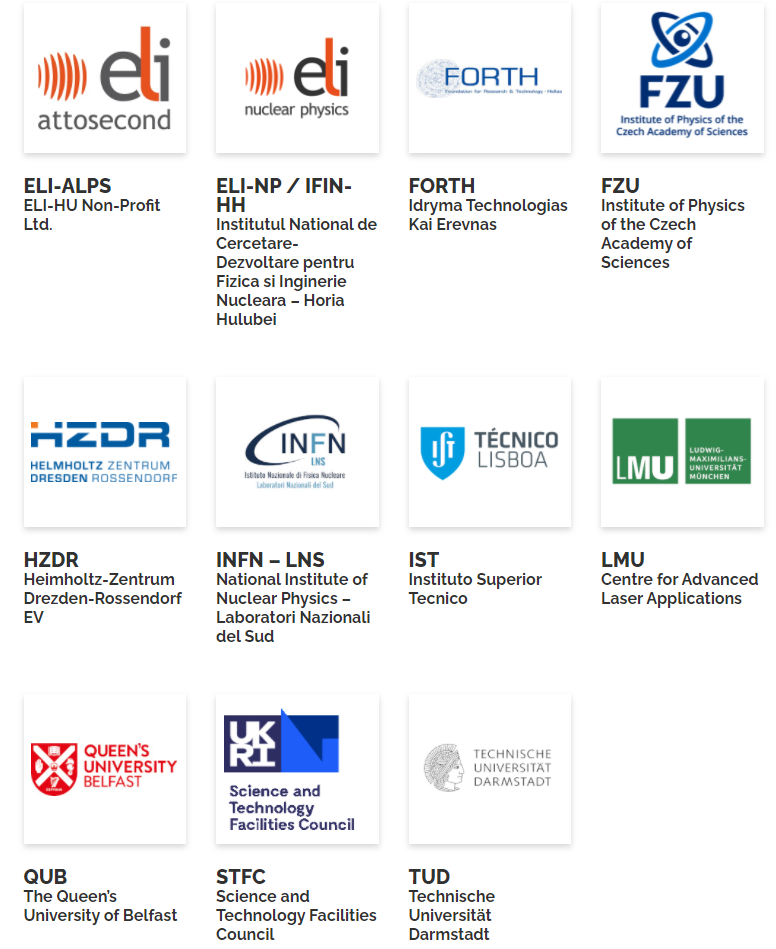 eli
attosecond
ELI-ALPS
ELI-HU Non-Profit
Ltd.
eli
nuclear physics
ELI-NP / IFIN-
HH
Institutul National de
Cercetare-
Dezvoltare pentru
Fizica si Inginerie
Nucleara – Horia
Hulubei
FORTH
Foundation for Research & Technology - Hellas
FORTH
Idryma Technologias
Kai Erevnas
FZU
Institute of Physics of the
Czech Academy of Sciences
FZU
Institute of Physics
of the Czech
Academy of
Sciences
HZDR
HELMHOLTZ ZENTRUM
DRESDEN ROSSENDORF
HZDR
Heimholtz-Zentrum
Drezden-Rossendorf
EV
INFN
LNS
Istituto Nazionale di Fisica Nucleare
Laboratori Nazionali del Sud
INFN – LNS
National Institute of
Nuclear Physics –
Laboratori Nazionali
del Sud
TÉCNICO
LISBOA
IST
Instituto Superior
Tecnico
LMU
LUDWIG-
MAXIMILIANS-
UNIVERSITÄT
MÜNCHEN
LMU
Centre for Advanced
Laser Applications
QUEEN'S
UNIVERSITY
BELFAST
QUB
The Queen's
University of Belfast
UK
RI
Science and
Technology
Facilities Council
STFC
Science and
Technology Facilities
Council
TECHNISCHE
UNIVERSITÄT
DARMSTADT
TUD
Technische
Universität
Darmstadt